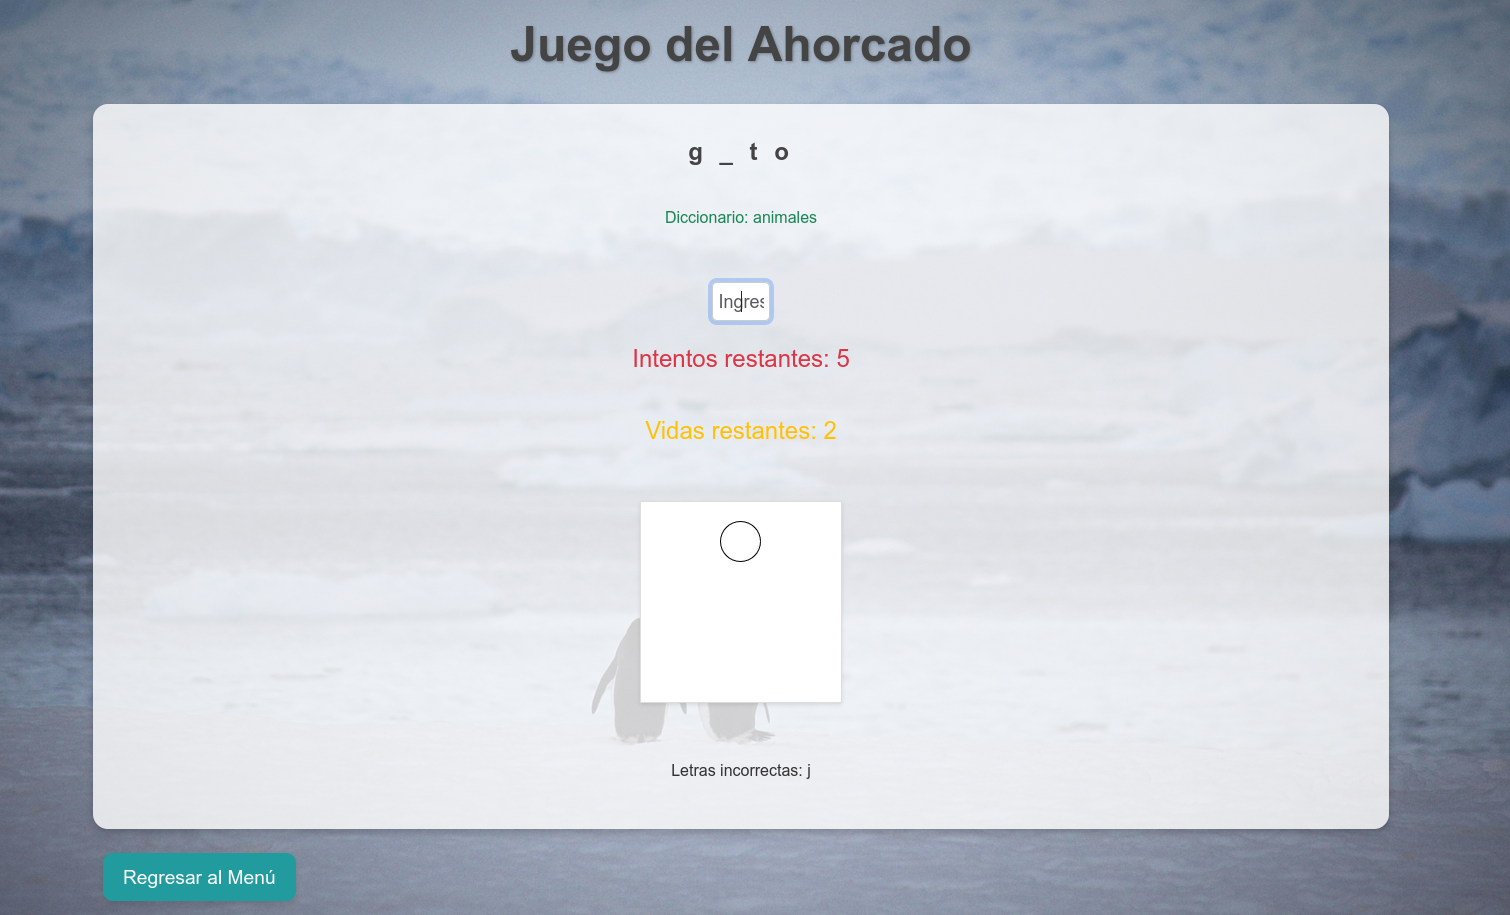 Juego del Ahorcado
g _ t o
Diccionario: animales
Ingres
Intentos restantes: 5
Vidas restantes: 2
Letras incorrectas: j
Regresar al Menú